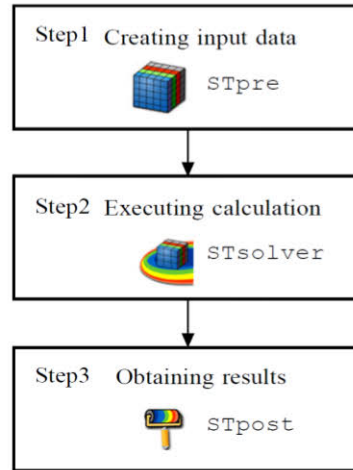 Step1 Creating input data
STpre
Step2 Executing calculation
STsolver
Step3 Obtaining results
STpost